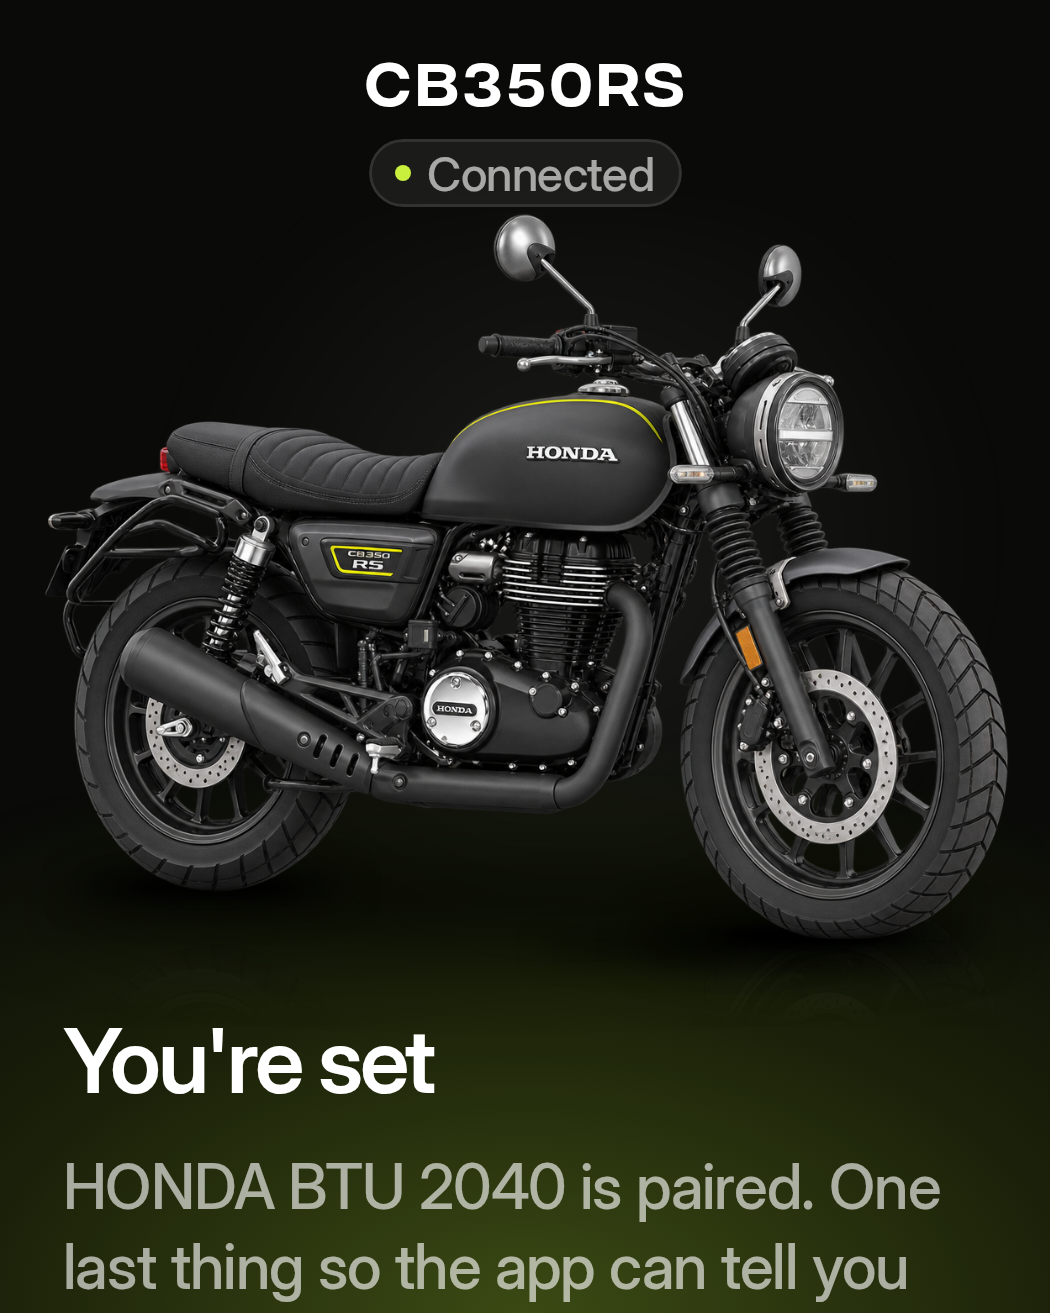 CB350RS
Connected
HONDA
CB350
RS
HONDA
You're set
HONDA BTU 2040 is paired. One
last thing so the app can tell you